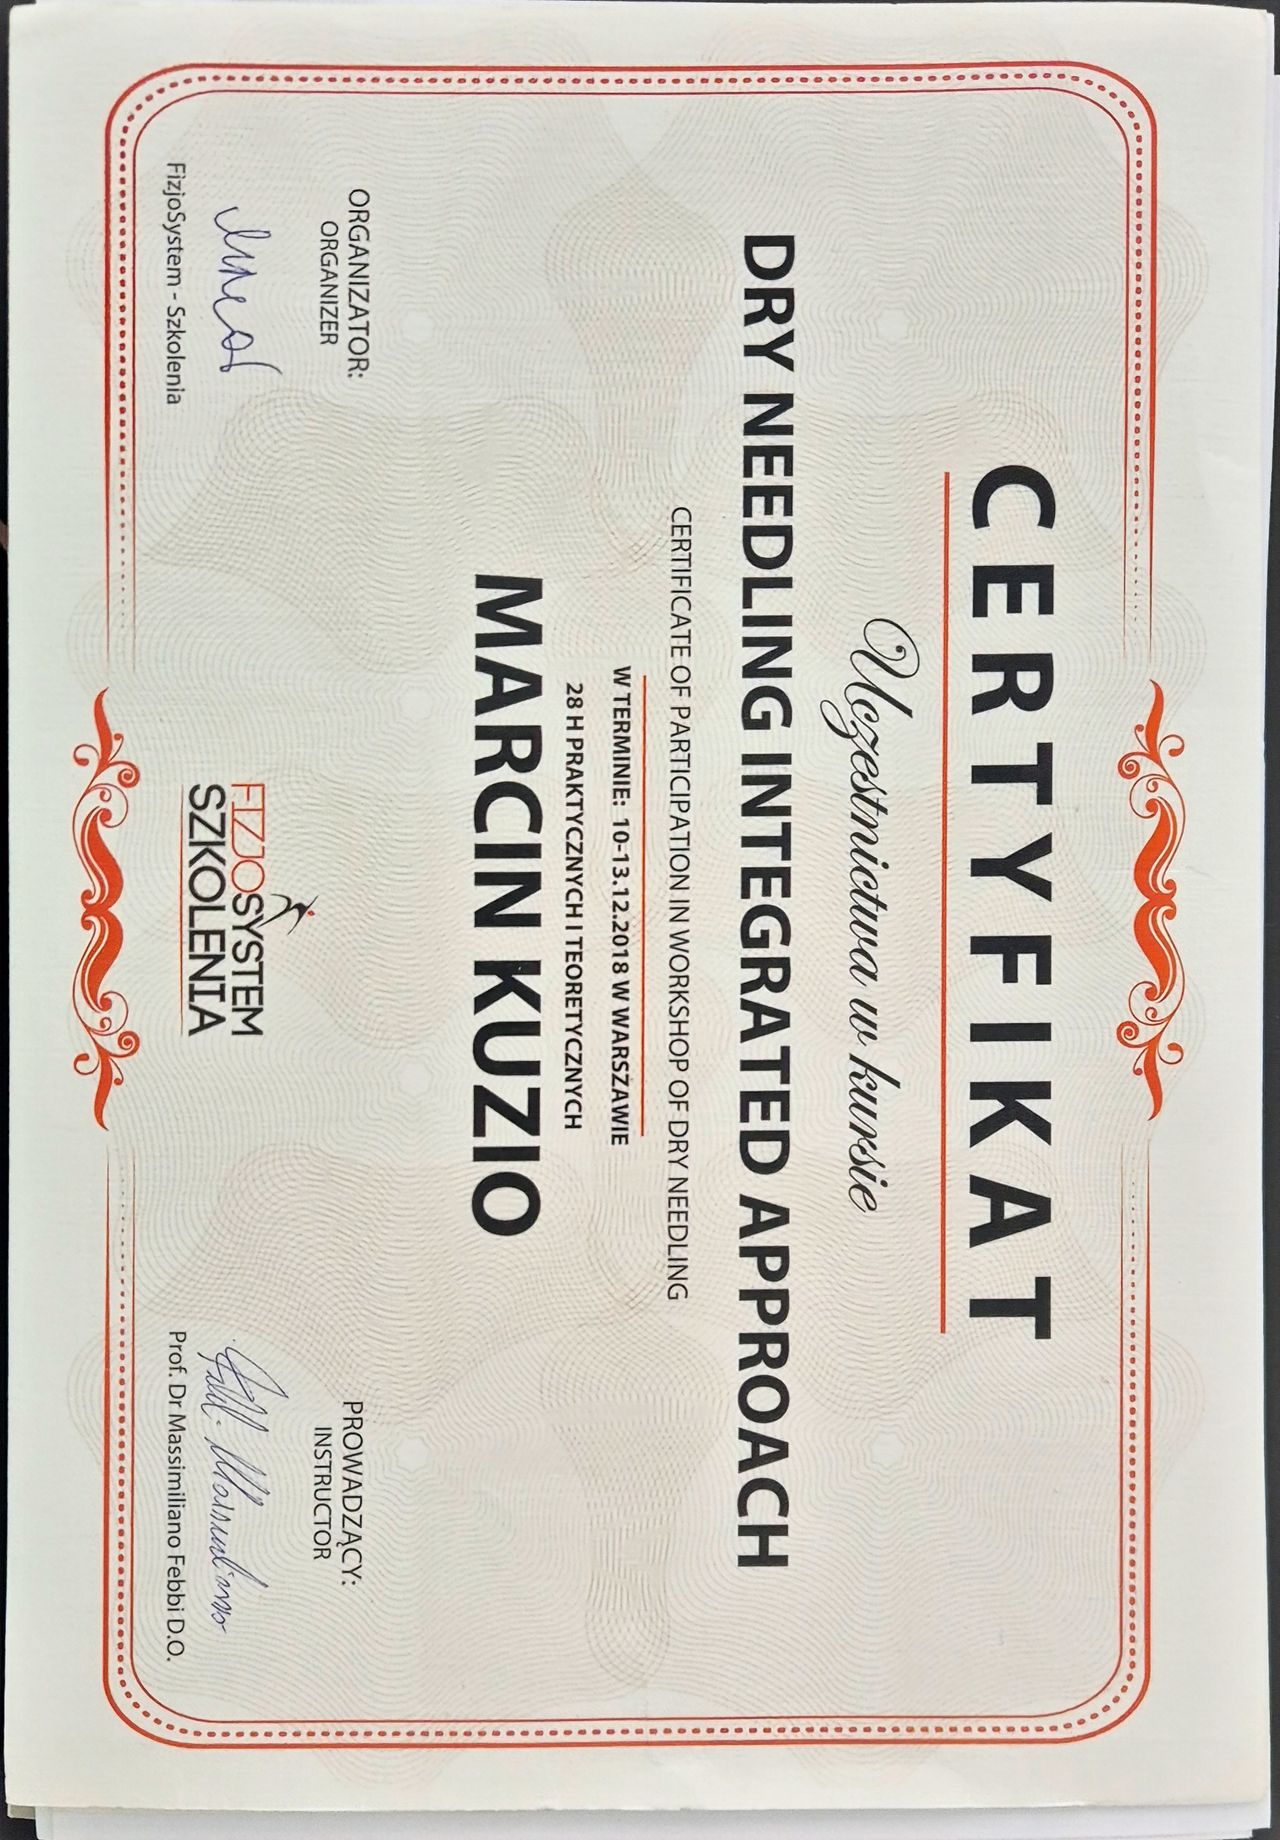 CERTYFIKAT
Uczestnictwa w kursie
DRY NEEDLING INTEGRATED APPROACH
CERTIFICATE OF PARTICIPATION IN WORKSHOP OF DRY NEEDLING
W TERMINIE: 10-13.12.2018 W WARSZAWIE
28 H PRAKTYCZNYCH I TEORETYCZNYCH
MARCIN KUZIO
ORGANIZATOR:
ORGANIZER
FizjoSystem - Szkolenia
FIZJOSYSTEM
SZKOLENIA
PROWADZĄCY:
INSTRUCTOR
Prof. Dr Massimiliano Febbi D.O.